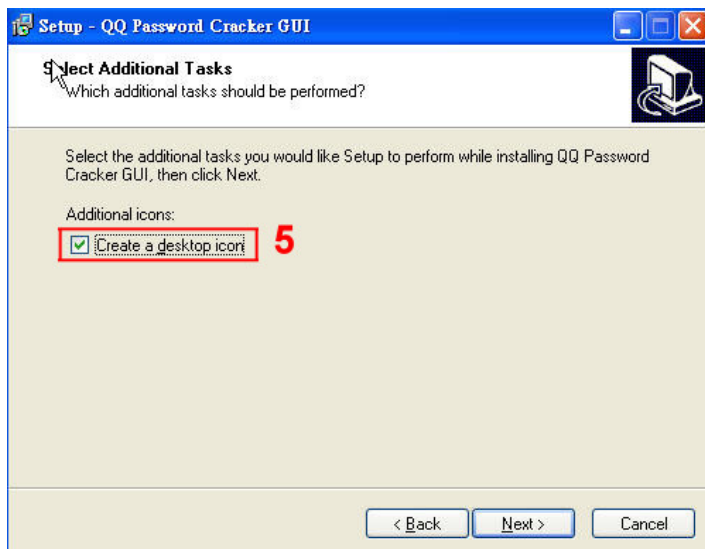 Setup - QQ Password Cracker GUI
Select Additional Tasks
Which additional tasks should be performed?
Select the additional tasks you would like Setup to perform while installing QQ Password
Cracker GUI, then click Next.
Additional icons:
Create a desktop icon 5
< Back Next > Cancel